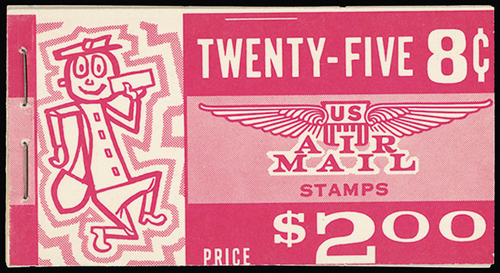 TWENTY-FIVE 8¢
US
AIR
MAIL
STAMPS
PRICE $2.00